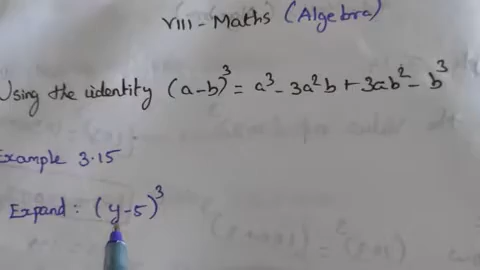 VIII - Maths (Algebra)
Using the identity (a-b)³ = a³ - 3a²b + 3ab² - b³
Example 3.15
Expand : (y-5)³